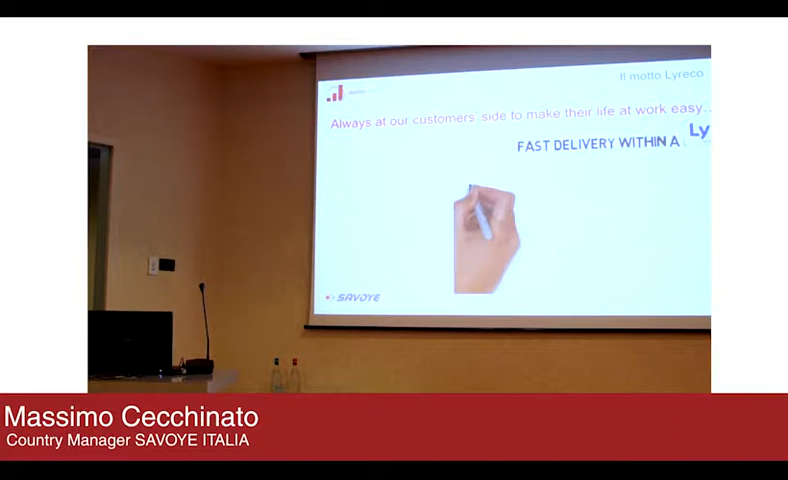 Il motto Lyreco
Always at our customers' side to make their life at work easy...
Ly
FAST DELIVERY WITHIN A
SAVOYE
Massimo Cecchinato
Country Manager SAVOYE ITALIA